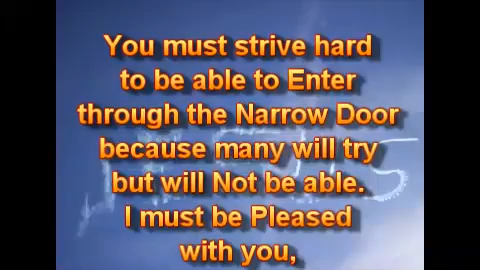 You must strive hard
to be able to Enter
through the Narrow Door
because many will try
but will Not be able.
I must be Pleased
with you,